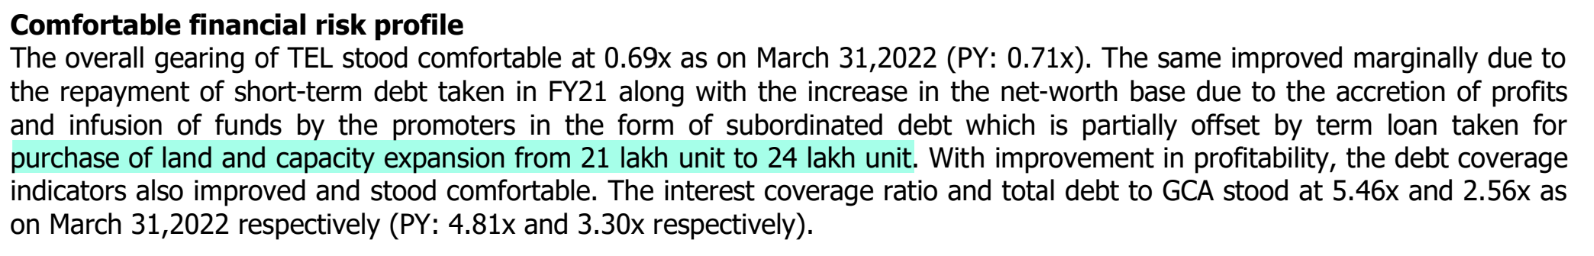 Comfortable financial risk profile
The overall gearing of TEL stood comfortable at 0.69x as on March 31,2022 (PY: 0.71x). The same improved marginally due to
the repayment of short-term debt taken in FY21 along with the increase in the net-worth base due to the accretion of profits
and infusion of funds by the promoters in the form of subordinated debt which is partially offset by term loan taken for
purchase of land and capacity expansion from 21 lakh unit to 24 lakh unit. With improvement in profitability, the debt coverage
indicators also improved and stood comfortable. The interest coverage ratio and total debt to GCA stood at 5.46x and 2.56x as
on March 31,2022 respectively (PY: 4.81x and 3.30x respectively).